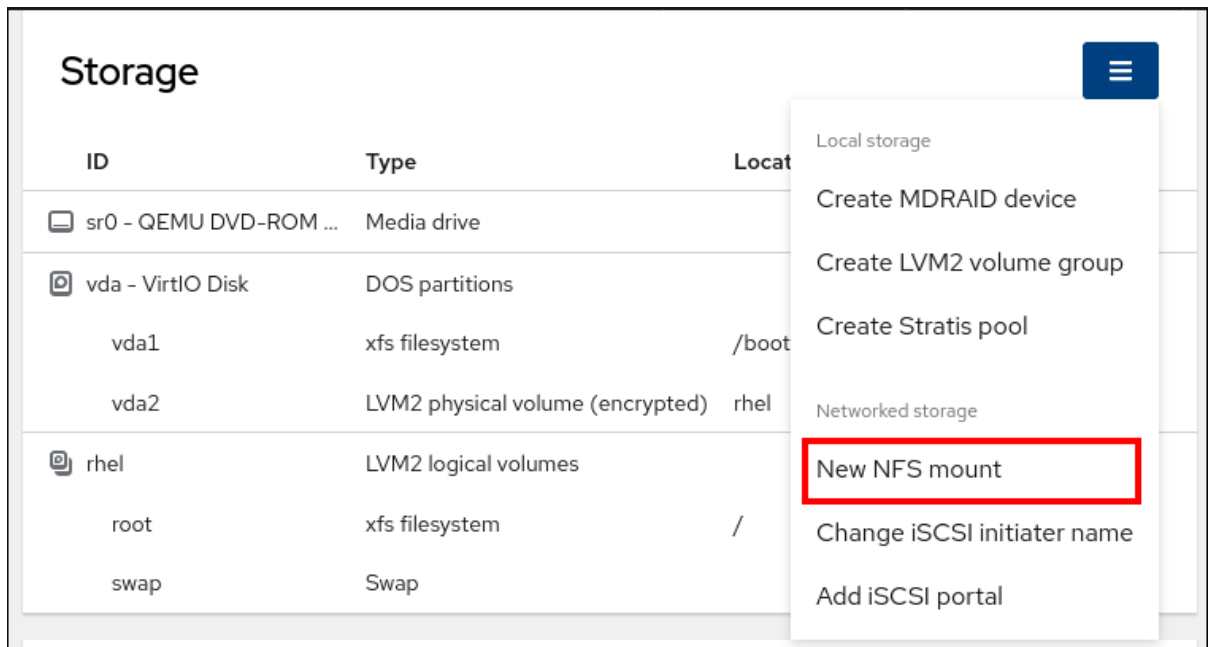 Storage
ID Type Locat
sr0 - QEMU DVD-ROM ... Media drive
vda - VirtIO Disk DOS partitions
vda1 xfs filesystem /boot
vda2 LVM2 physical volume (encrypted) rhel
rhel LVM2 logical volumes
root xfs filesystem /
swap Swap
Local storage
Create MDRAID device
Create LVM2 volume group
Create Stratis pool
Networked storage
New NFS mount
Change iSCSI initiater name
Add iSCSI portal